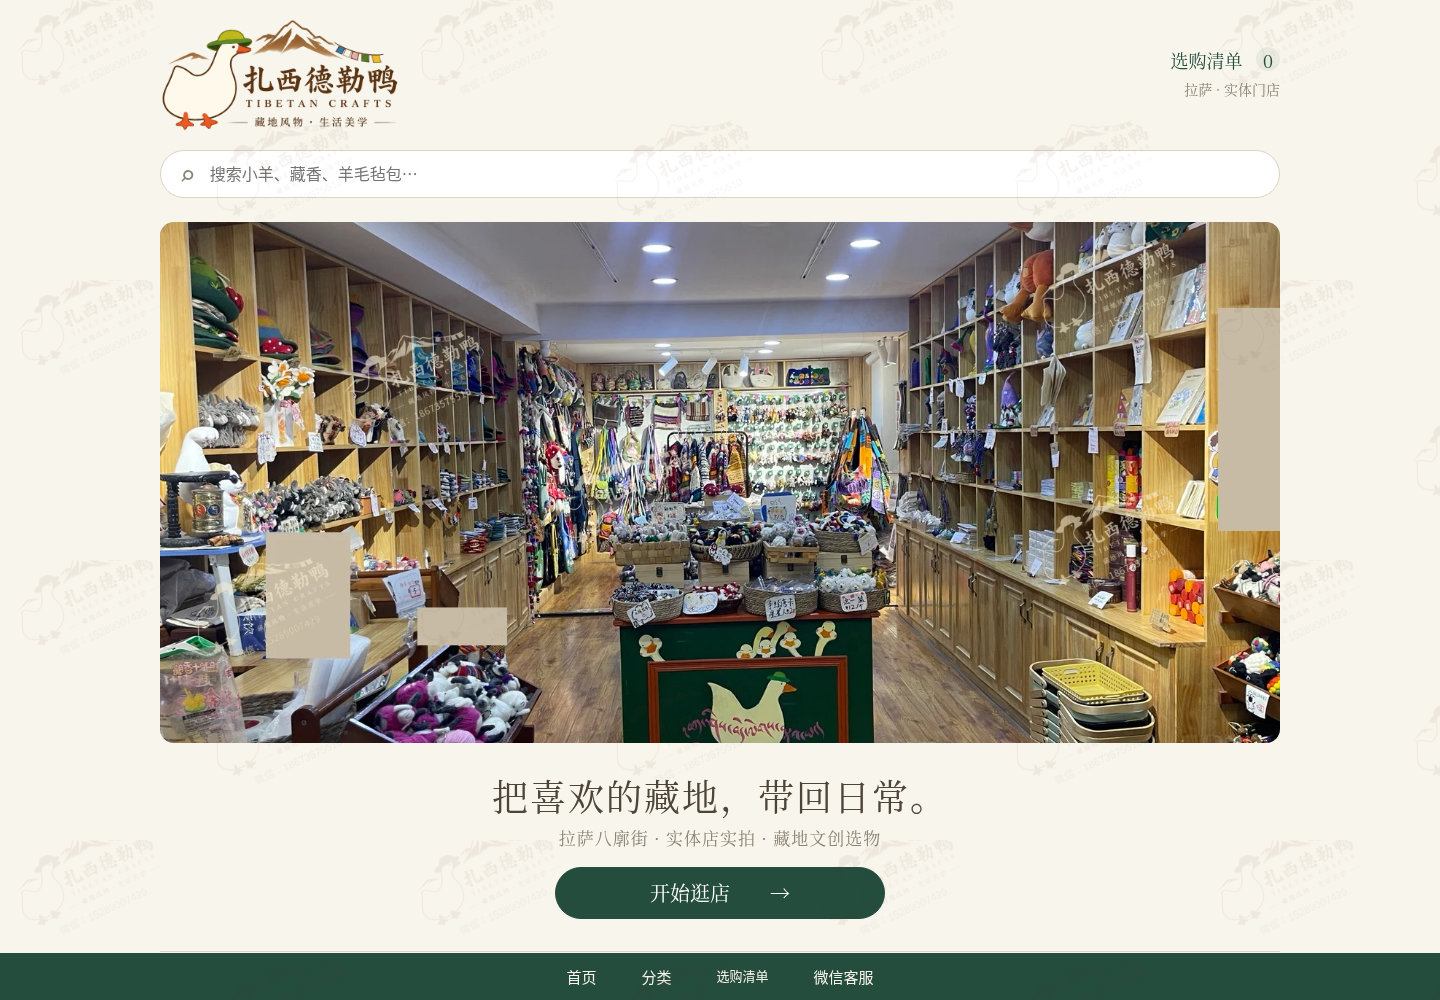 扎西德勒鸭
TIBETAN CRAFTS
藏地风物·生活美学
选购清单 0
拉萨 · 实体门店
搜索小羊、藏香、羊毛毡包…
把喜欢的藏地，带回日常。
拉萨八廓街 · 实体店实拍 · 藏地文创选物
开始逛店 →
首页 分类 选购清单 微信客服